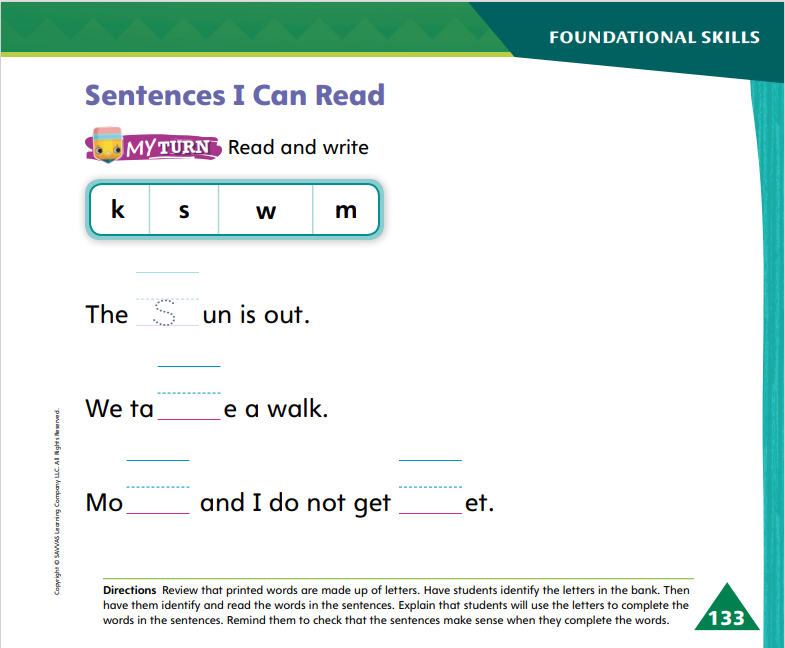 FOUNDATIONAL SKILLS
Sentences I Can Read
MY TURN Read and write
k s w m
The s un is out.
We ta____e a walk.
Mo____ and I do not get ____et.
Directions Review that printed words are made up of letters. Have students identify the letters in the bank. Then
have them identify and read the words in the sentences. Explain that students will use the letters to complete the
words in the sentences. Remind them to check that the sentences make sense when they complete the words.
133
Copyright © SAVVAS Learning Company LLC. All Rights Reserved.